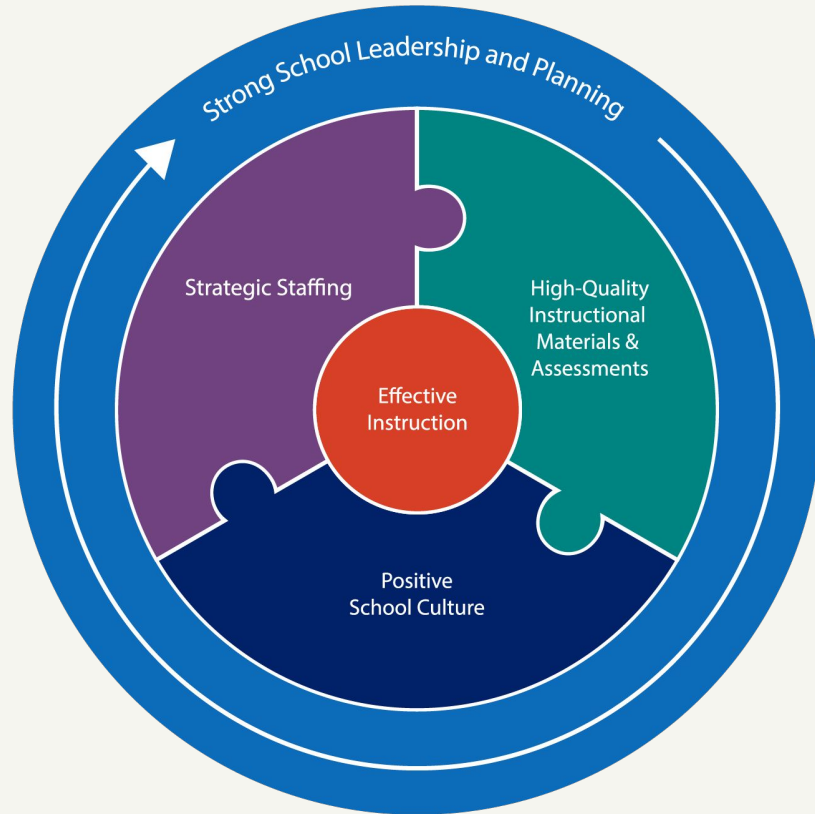 Strong School Leadership and Planning
Strategic Staffing
High-Quality
Instructional
Materials &
Assessments
Effective
Instruction
Positive
School Culture